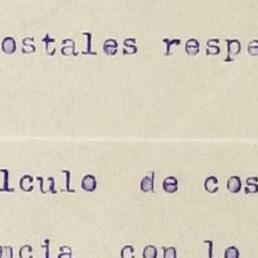 ostales respe
lculo de cos
ncia con lo